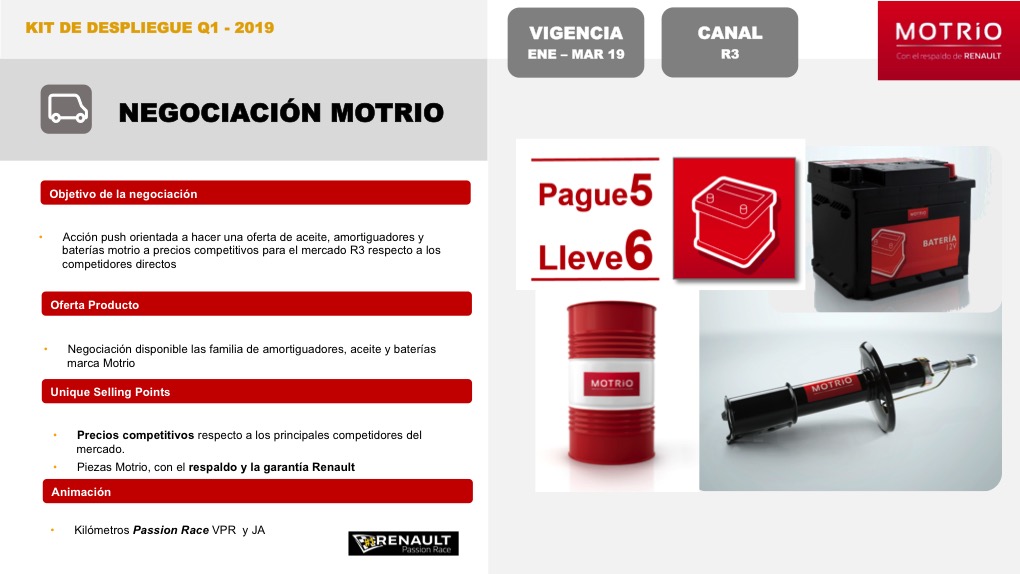 KIT DE DESPLIEGUE Q1 - 2019
VIGENCIA
ENE – MAR 19
CANAL
R3
MOTRIO
Con el respaldo de RENAULT
NEGOCIACIÓN MOTRIO
Objetivo de la negociación
• Acción push orientada a hacer una oferta de aceite, amortiguadores y
baterías motrio a precios competitivos para el mercado R3 respecto a los
competidores directos
Oferta Producto
• Negociación disponible las familia de amortiguadores, aceite y baterías
marca Motrio
Unique Selling Points
• Precios competitivos respecto a los principales competidores del
mercado.
• Piezas Motrio, con el respaldo y la garantía Renault
Animación
• Kilómetros Passion Race VPR y JA
RENAULT
Passion Race
Pague5
Lleve6
MOTRIO
BATERÍA
12V
MOTRIO
MOTRIO